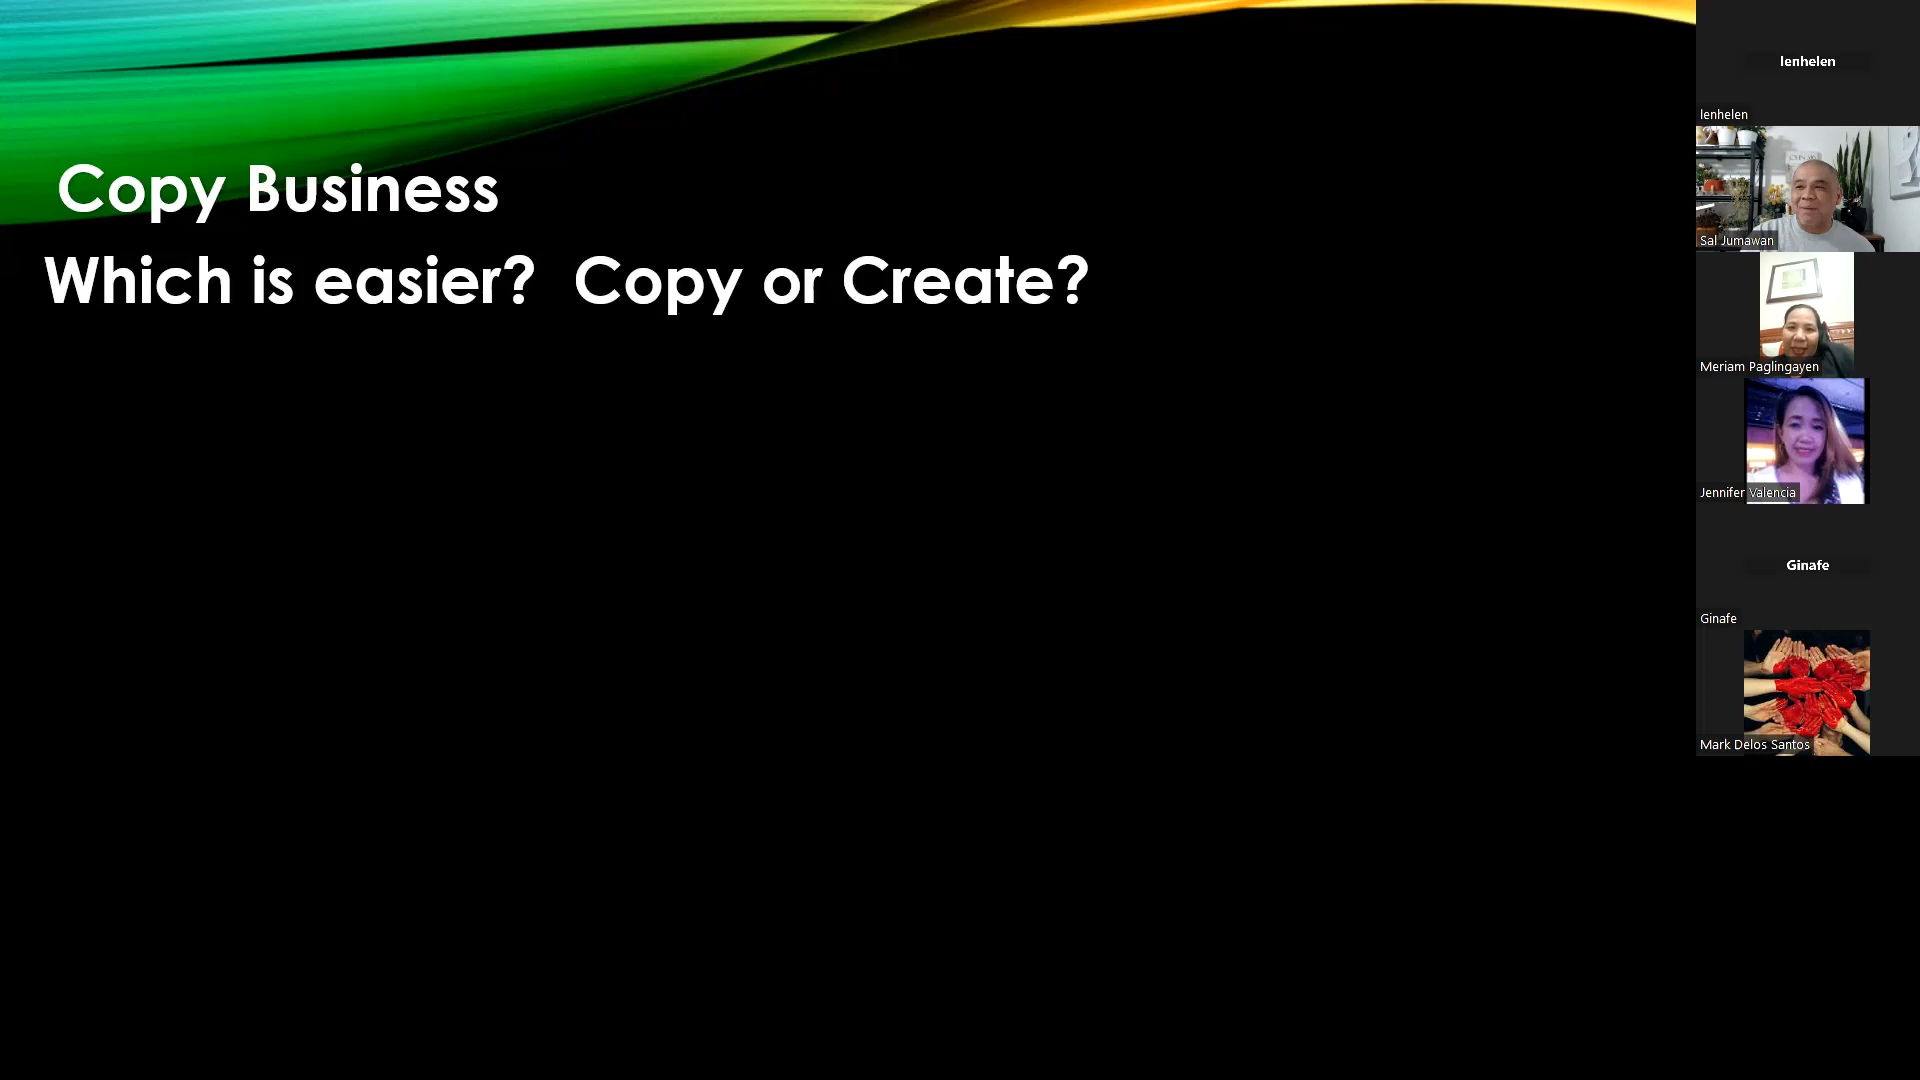 Copy Business
Which is easier?  Copy or Create?
lenhelen
lenhelen
Sal Jumawan
Meriam Paglingayen
Jennifer Valencia
Ginafe
Ginafe
Mark Delos Santos